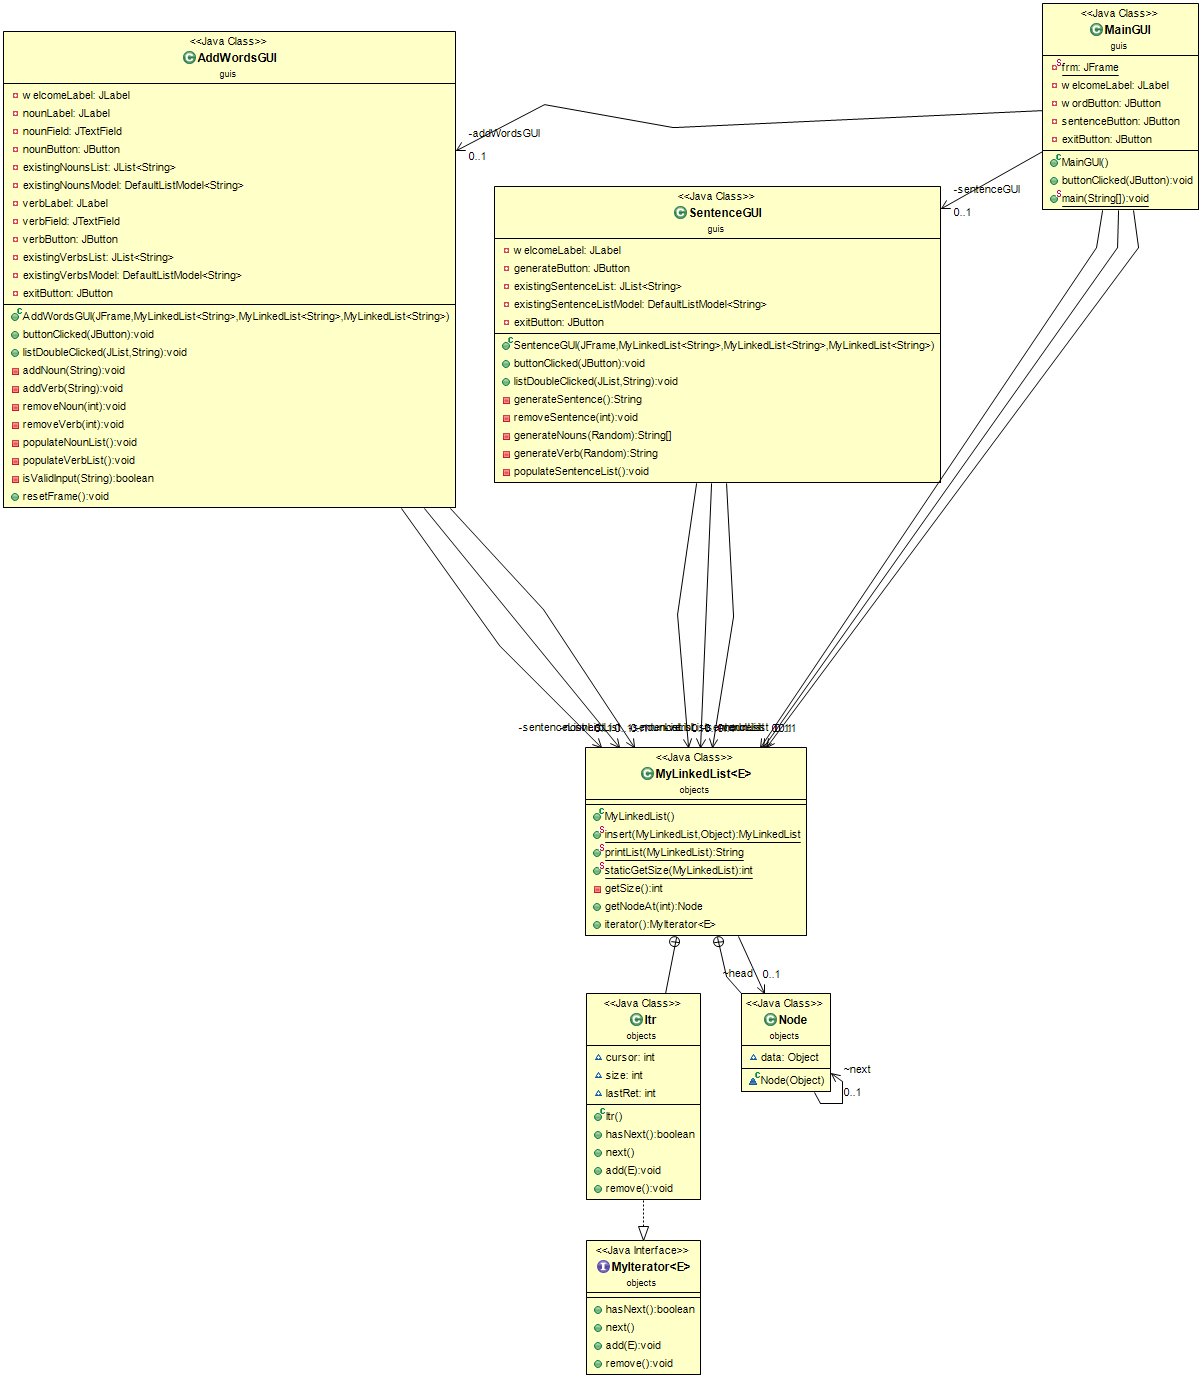 <<Java Class>>
AddWordsGUI
guis
welcomeLabel: JLabel
nounLabel: JLabel
nounField: JTextField
nounButton: JButton
existingNounsList: JList<String>
existingNounsModel: DefaultListModel<String>
verbLabel: JLabel
verbField: JTextField
verbButton: JButton
existingVerbsList: JList<String>
existingVerbsModel: DefaultListModel<String>
exitButton: JButton
AddWordsGUI(JFrame,MyLinkedList<String>,MyLinkedList<String>,MyLinkedList<String>)
buttonClicked(JButton):void
listDoubleClicked(JList,String):void
addNoun(String):void
addVerb(String):void
removeNoun(int):void
removeVerb(int):void
populateNounList():void
populateVerbList():void
isValidInput(String):boolean
resetFrame():void
<<Java Class>>
MainGUI
guis
frm: JFrame
welcomeLabel: JLabel
wordButton: JButton
sentenceButton: JButton
exitButton: JButton
MainGUI()
buttonClicked(JButton):void
main(String[]):void
-addWordsGUI
0..1
-sentenceGUI
0..1
<<Java Class>>
SentenceGUI
guis
welcomeLabel: JLabel
generateButton: JButton
existingSentenceList: JList<String>
existingSentenceListModel: DefaultListModel<String>
exitButton: JButton
SentenceGUI(JFrame,MyLinkedList<String>,MyLinkedList<String>,MyLinkedList<String>)
buttonClicked(JButton):void
listDoubleClicked(JList,String):void
generateSentence():String
removeSentence(int):void
generateNouns(Random):String[]
generateVerb(Random):String
populateSentenceList():void
<<Java Class>>
MyLinkedList<E>
objects
MyLinkedList()
insert(MyLinkedList,Object):MyLinkedList
printList(MyLinkedList):String
staticGetSize(MyLinkedList):int
getSize():int
getNodeAt(int):Node
iterator():MyIterator<E>
~head
0..1
<<Java Class>>
Itr
objects
cursor: int
size: int
lastRet: int
Itr()
hasNext():boolean
next()
add(E):void
remove():void
<<Java Class>>
Node
objects
data: Object
Node(Object)
~next
0..1
<<Java Interface>>
MyIterator<E>
objects
hasNext():boolean
next()
add(E):void
remove():void